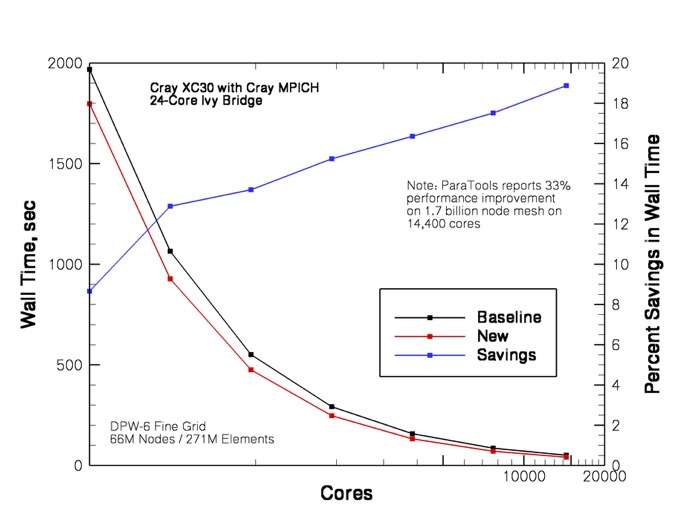 Cray XC30 with Cray MPICH
24-Core Ivy Bridge
2000
1500
1000
500
0
Wall Time, sec
20
18
16
14
12
10
8
6
4
2
0
Percent Savings in Wall Time
Note: ParaTools reports 33%
performance improvement
on 1.7 billion node mesh on
14,400 cores
Baseline
New
Savings
DPW-6 Fine Grid
66M Nodes / 271M Elements
10000
20000
Cores